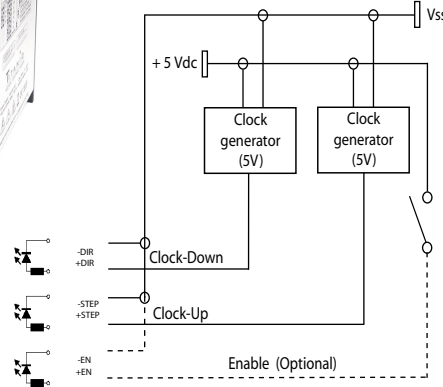 Vss
+ 5 Vdc
Clock
generator
(5V)
Clock
generator
(5V)
-DIR
+DIR
Clock-Down
-STEP
+STEP
Clock-Up
-EN
+EN
Enable (Optional)